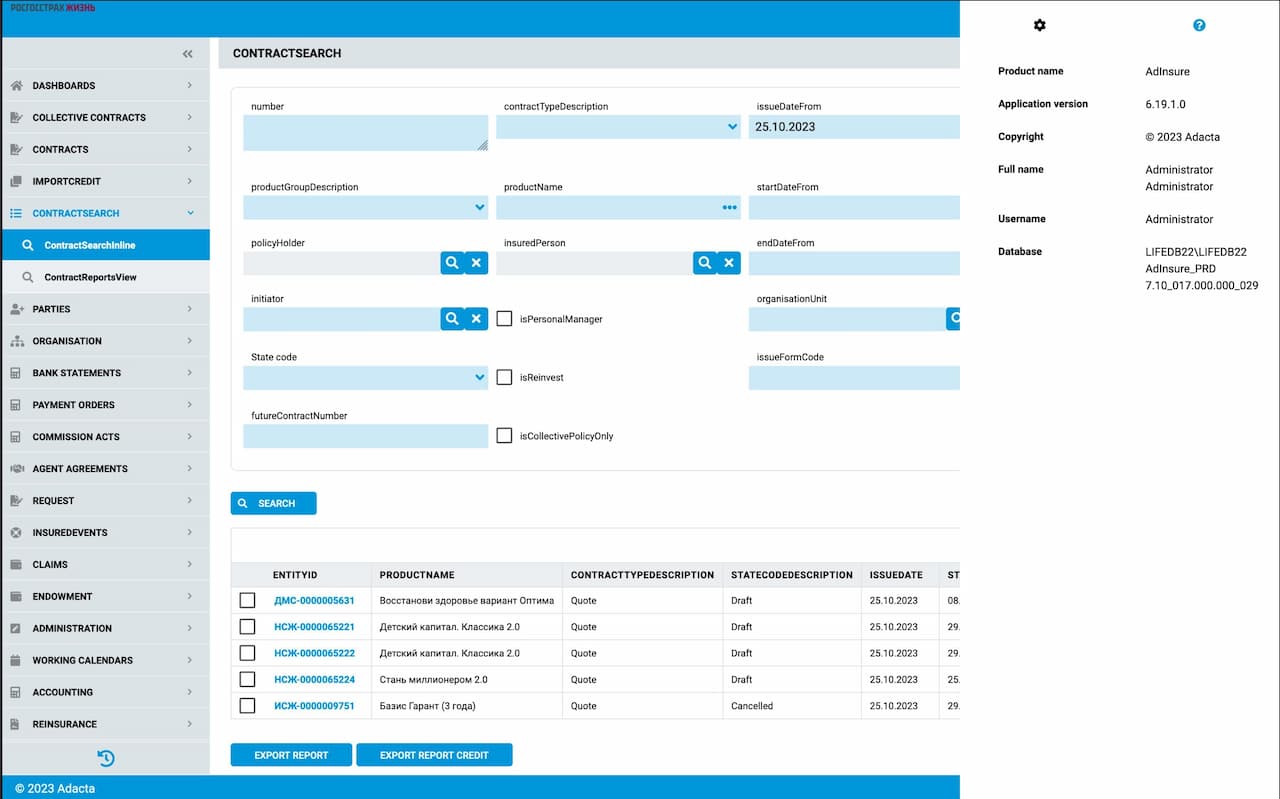 РОСГОССТРАХ ЖИЗНЬ
CONTRACTSEARCH
DASHBOARDS
COLLECTIVE CONTRACTS
CONTRACTS
IMPORTCREDIT
CONTRACTSEARCH
ContractSearchInline
ContractReportsView
PARTIES
ORGANISATION
BANK STATEMENTS
PAYMENT ORDERS
COMMISSION ACTS
AGENT AGREEMENTS
REQUEST
INSUREDEVENTS
CLAIMS
ENDOWMENT
ADMINISTRATION
WORKING CALENDARS
ACCOUNTING
REINSURANCE
number contractTypeDescription issueDateFrom
25.10.2023
productGroupDescription productName startDateFrom
policyHolder insuredPerson endDateFrom
initiator organisationUnit
isPersonalManager
State code issueFormCode
isReinvest
futureContractNumber
isCollectivePolicyOnly
SEARCH
ENTITYID PRODUCTNAME CONTRACTTYPEDESCRIPTION STATECODEDESCRIPTION ISSUEDATE ST
ДМС-0000005631 Восстанови здоровье вариант Оптима Quote Draft 25.10.2023 08.
НСЖ-0000065221 Детский капитал. Классика 2.0 Quote Draft 25.10.2023 29.
НСЖ-0000065222 Детский капитал. Классика 2.0 Quote Draft 25.10.2023 29.
НСЖ-0000065224 Стань миллионером 2.0 Quote Draft 25.10.2023 25.
ИСЖ-0000009751 Базис Гарант (3 года) Quote Cancelled 25.10.2023 29.
EXPORT REPORT EXPORT REPORT CREDIT
© 2023 Adacta
?
Product name AdInsure
Application version 6.19.1.0
Copyright © 2023 Adacta
Full name Administrator
Administrator
Username Administrator
Database LIFEDB22\LIFEDB22
AdInsure_PRD
7.10_017.000.000_029